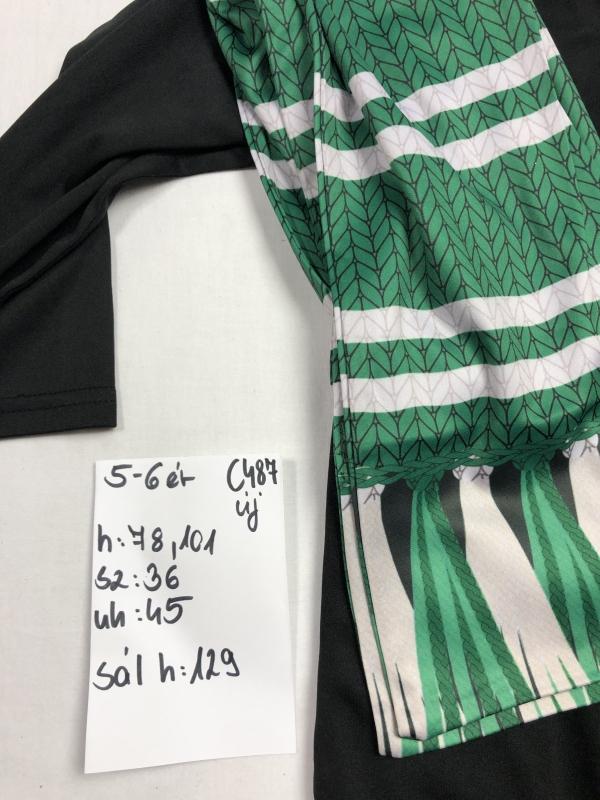 5-6 év C487
új
h:78,101
sz:36
uh:45
sál h:129